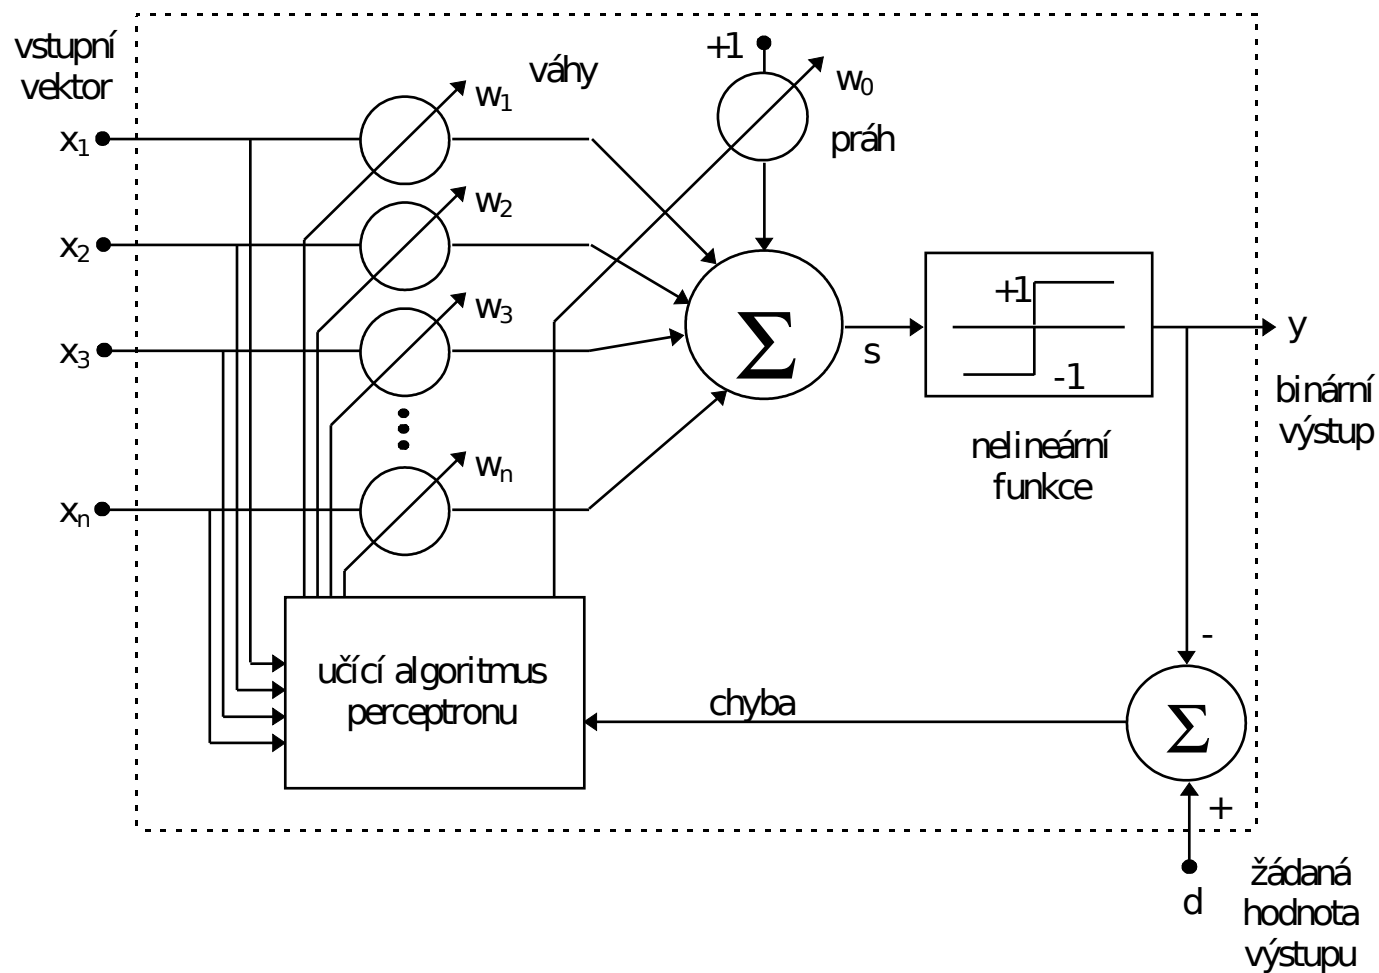 vstupní
vektor
váhy
+1
w0
práh
x1
w1
x2
w2
x3
w3
xn
wn
Σ
s
+1
-1
y
binární
výstup
nelineární
funkce
-
učící algoritmus
perceptronu
chyba
Σ
+
d
žádaná
hodnota
výstupu